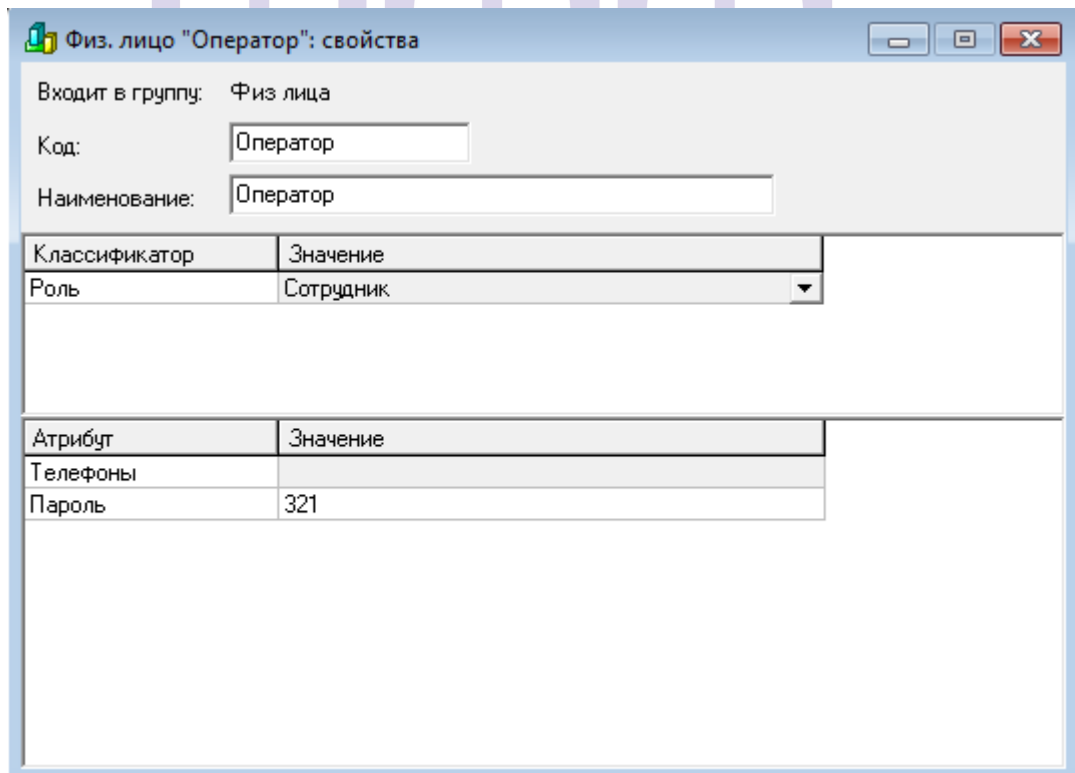 Физ. лицо "Оператор": свойства
Входит в группу: Физ лица
Код: Оператор
Наименование: Оператор
Классификатор Значение
Роль Сотрудник
Атрибут Значение
Телефоны
Пароль 321